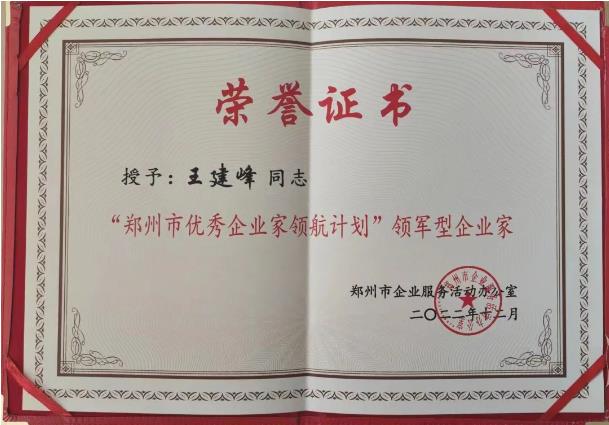 荣誉证书
授予：王建峰 同志
“郑州市优秀企业家领航计划”领军型企业家
郑州市企业服务活动办公室
二〇二二年十二月